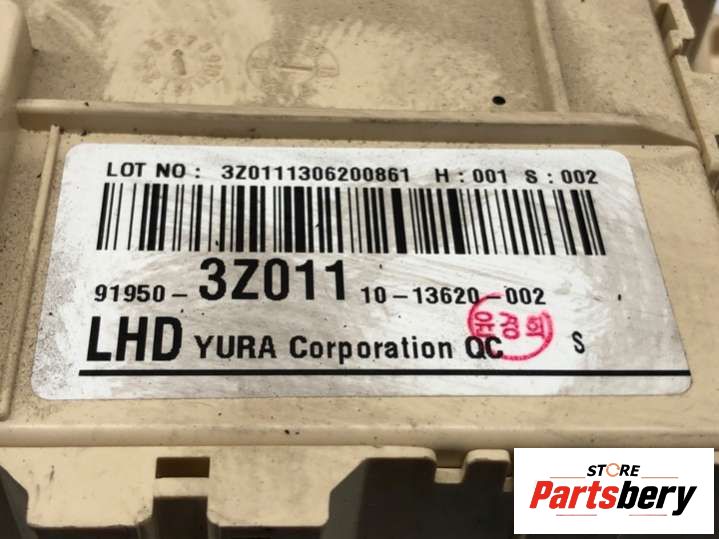 LOT NO : 3Z0111306200861 H : 001 S : 002
91950- 3Z011 10-13620-002
LHD YURA Corporation QC S
STORE
Partsbery